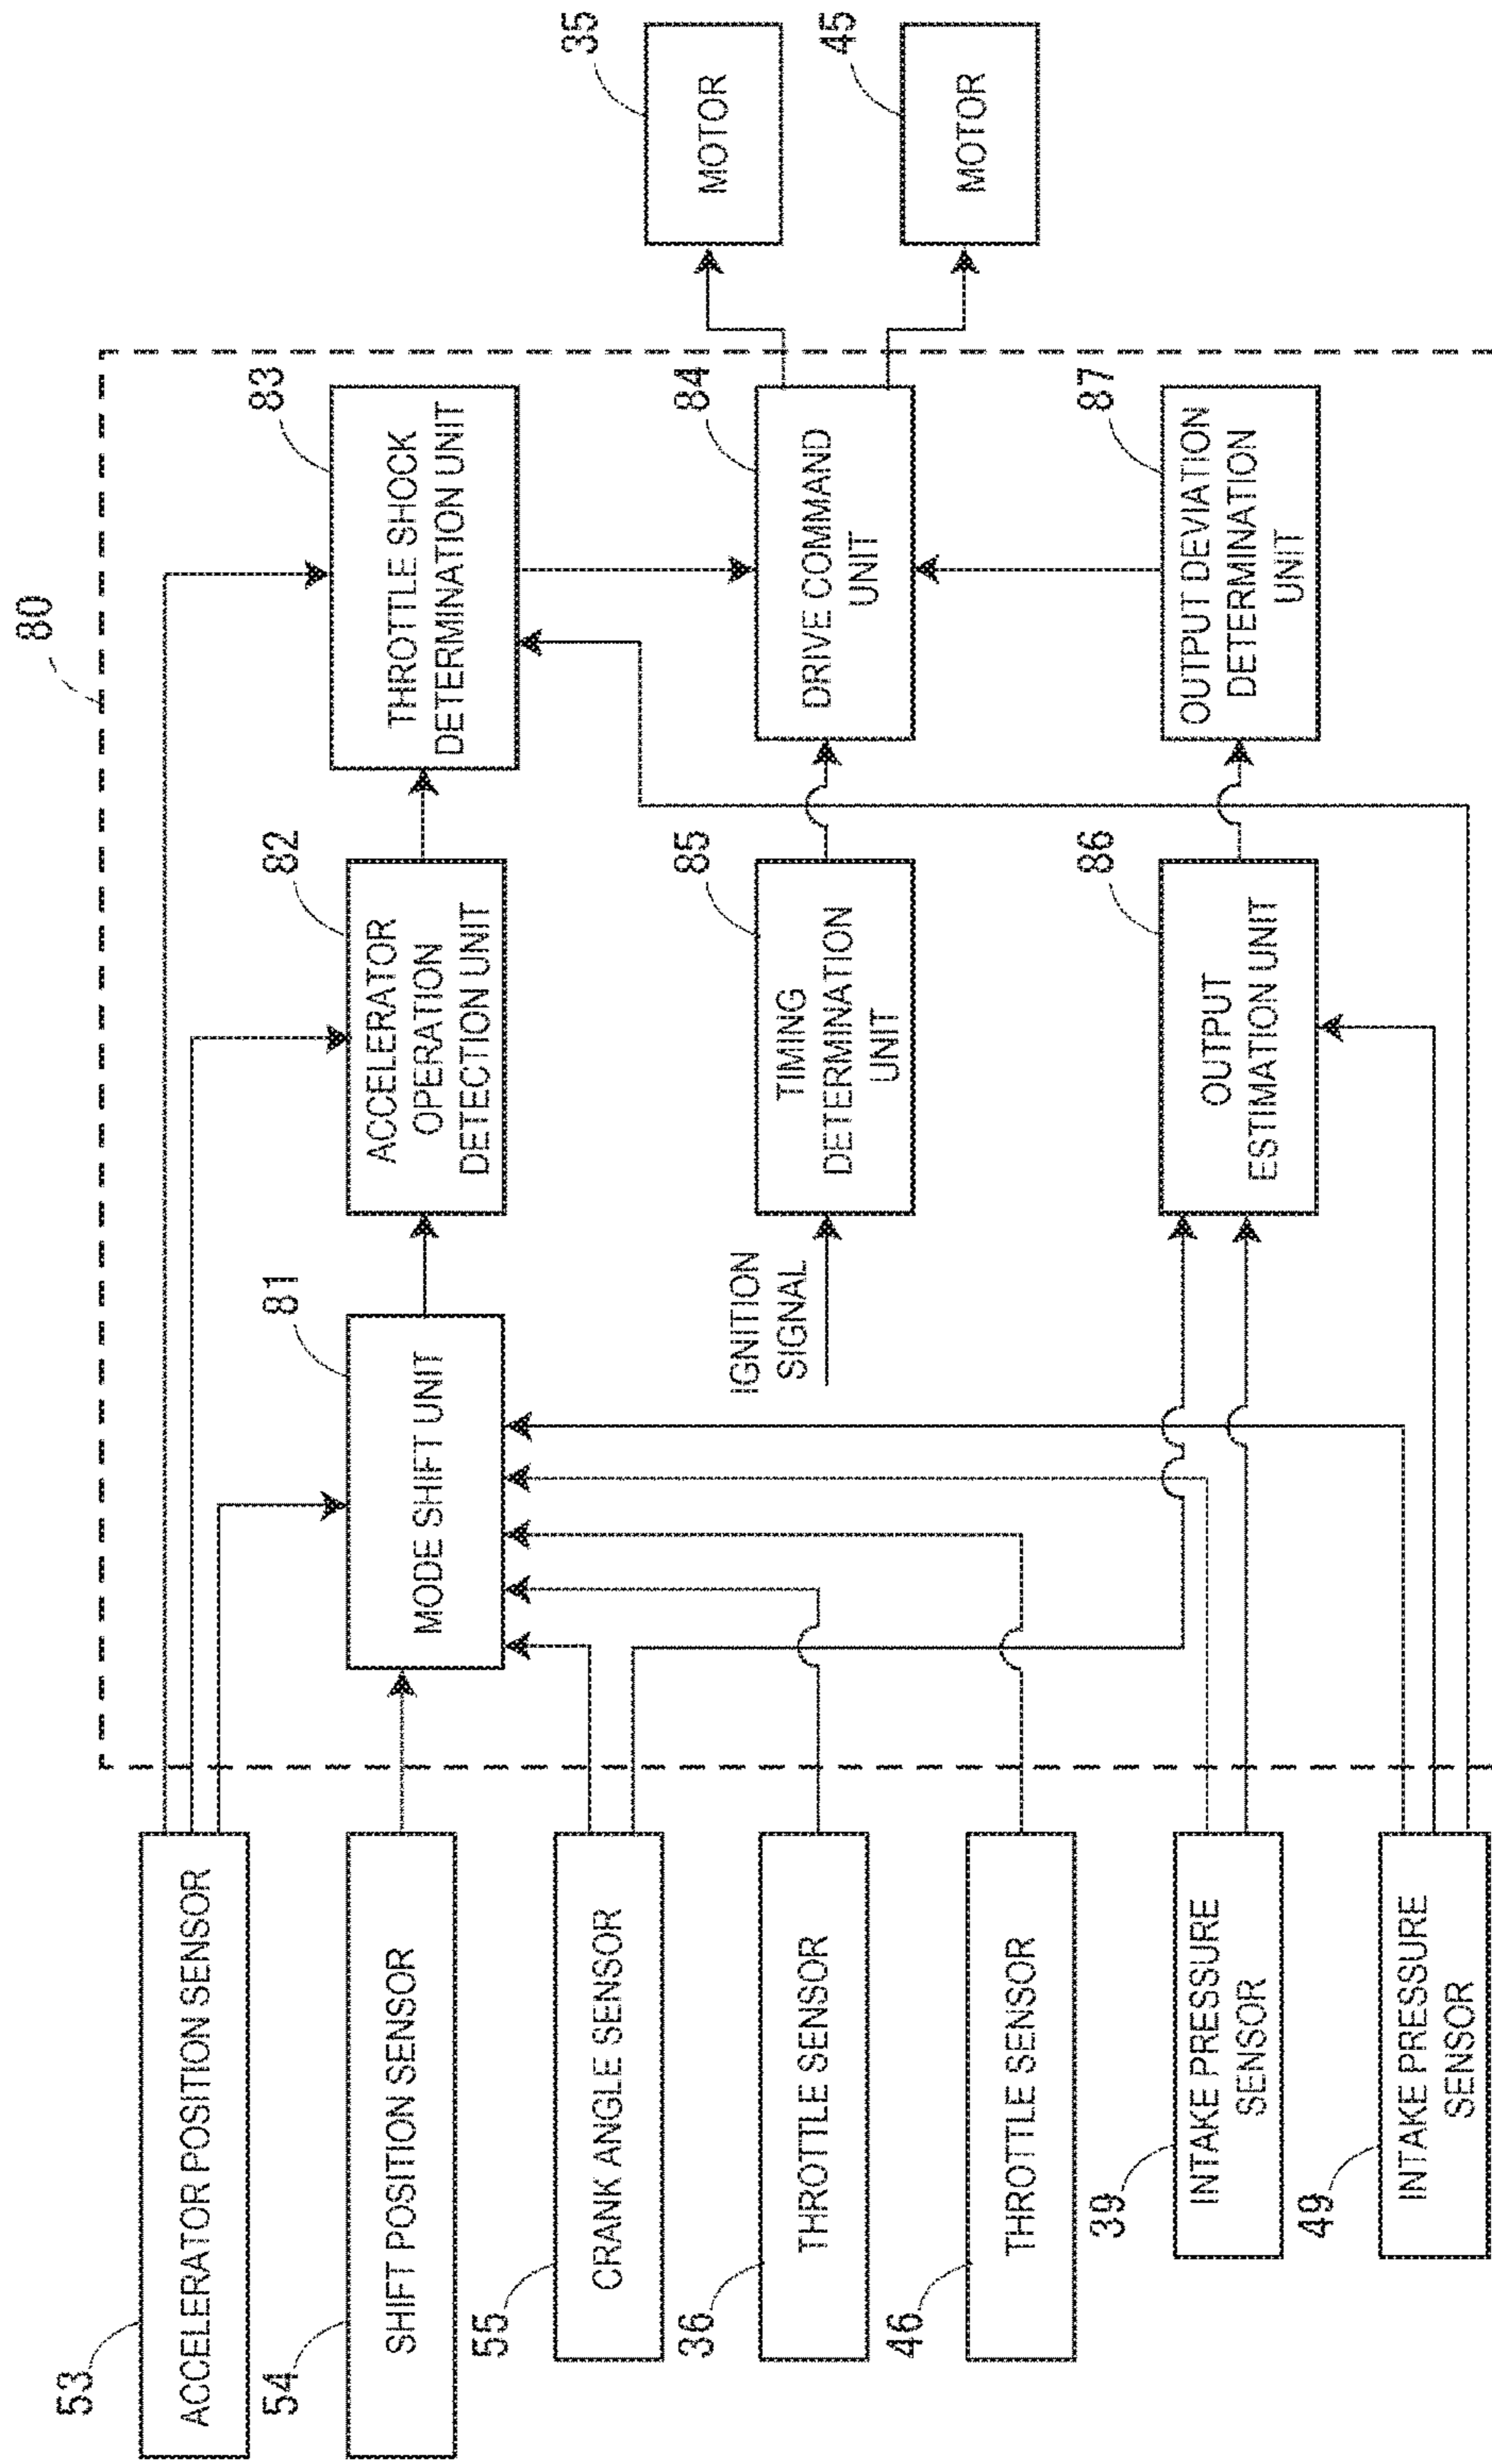 80
53
ACCELERATOR POSITION SENSOR
54
SHIFT POSITION SENSOR
55
CRANK ANGLE SENSOR
36
THROTTLE SENSOR
46
THROTTLE SENSOR
39
INTAKE PRESSURE
SENSOR
49
INTAKE PRESSURE
SENSOR
81
MODE SHIFT UNIT
82
ACCELERATOR
OPERATION
DETECTION UNIT
83
THROTTLE SHOCK
DETERMINATION UNIT
IGNITION
SIGNAL
85
TIMING
DETERMINATION
UNIT
84
DRIVE COMMAND
UNIT
86
OUTPUT
ESTIMATION UNIT
87
OUTPUT DEVIATION
DETERMINATION
UNIT
35
MOTOR
45
MOTOR